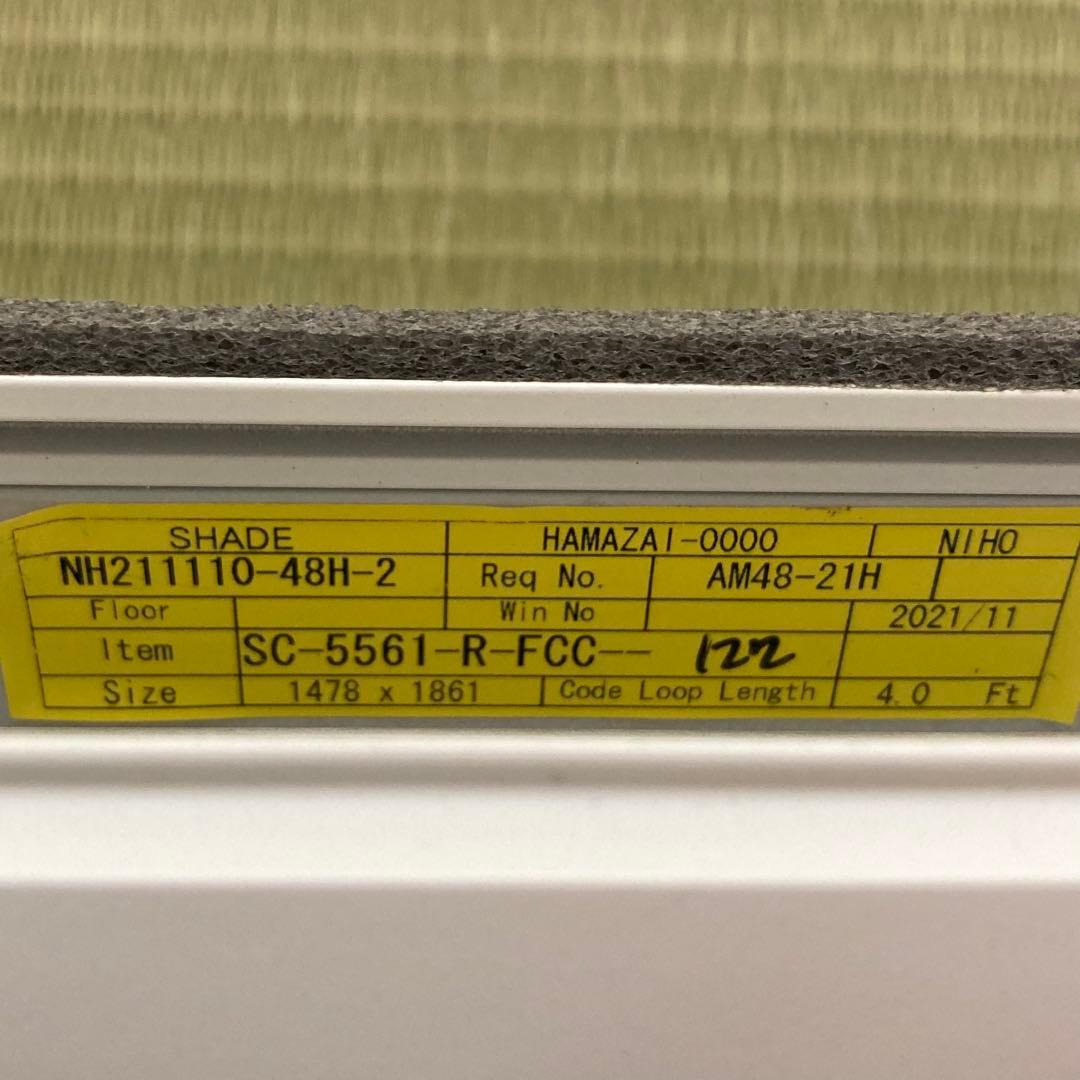 SHADE HAMAZAI-0000 NIHO
NH211110-48H-2 Req No. AM48-21H
Floor Win No 2021/11
Item SC-5561-R-FCC-- 122
Size 1478 x 1861 Code Loop Length 4.0 Ft